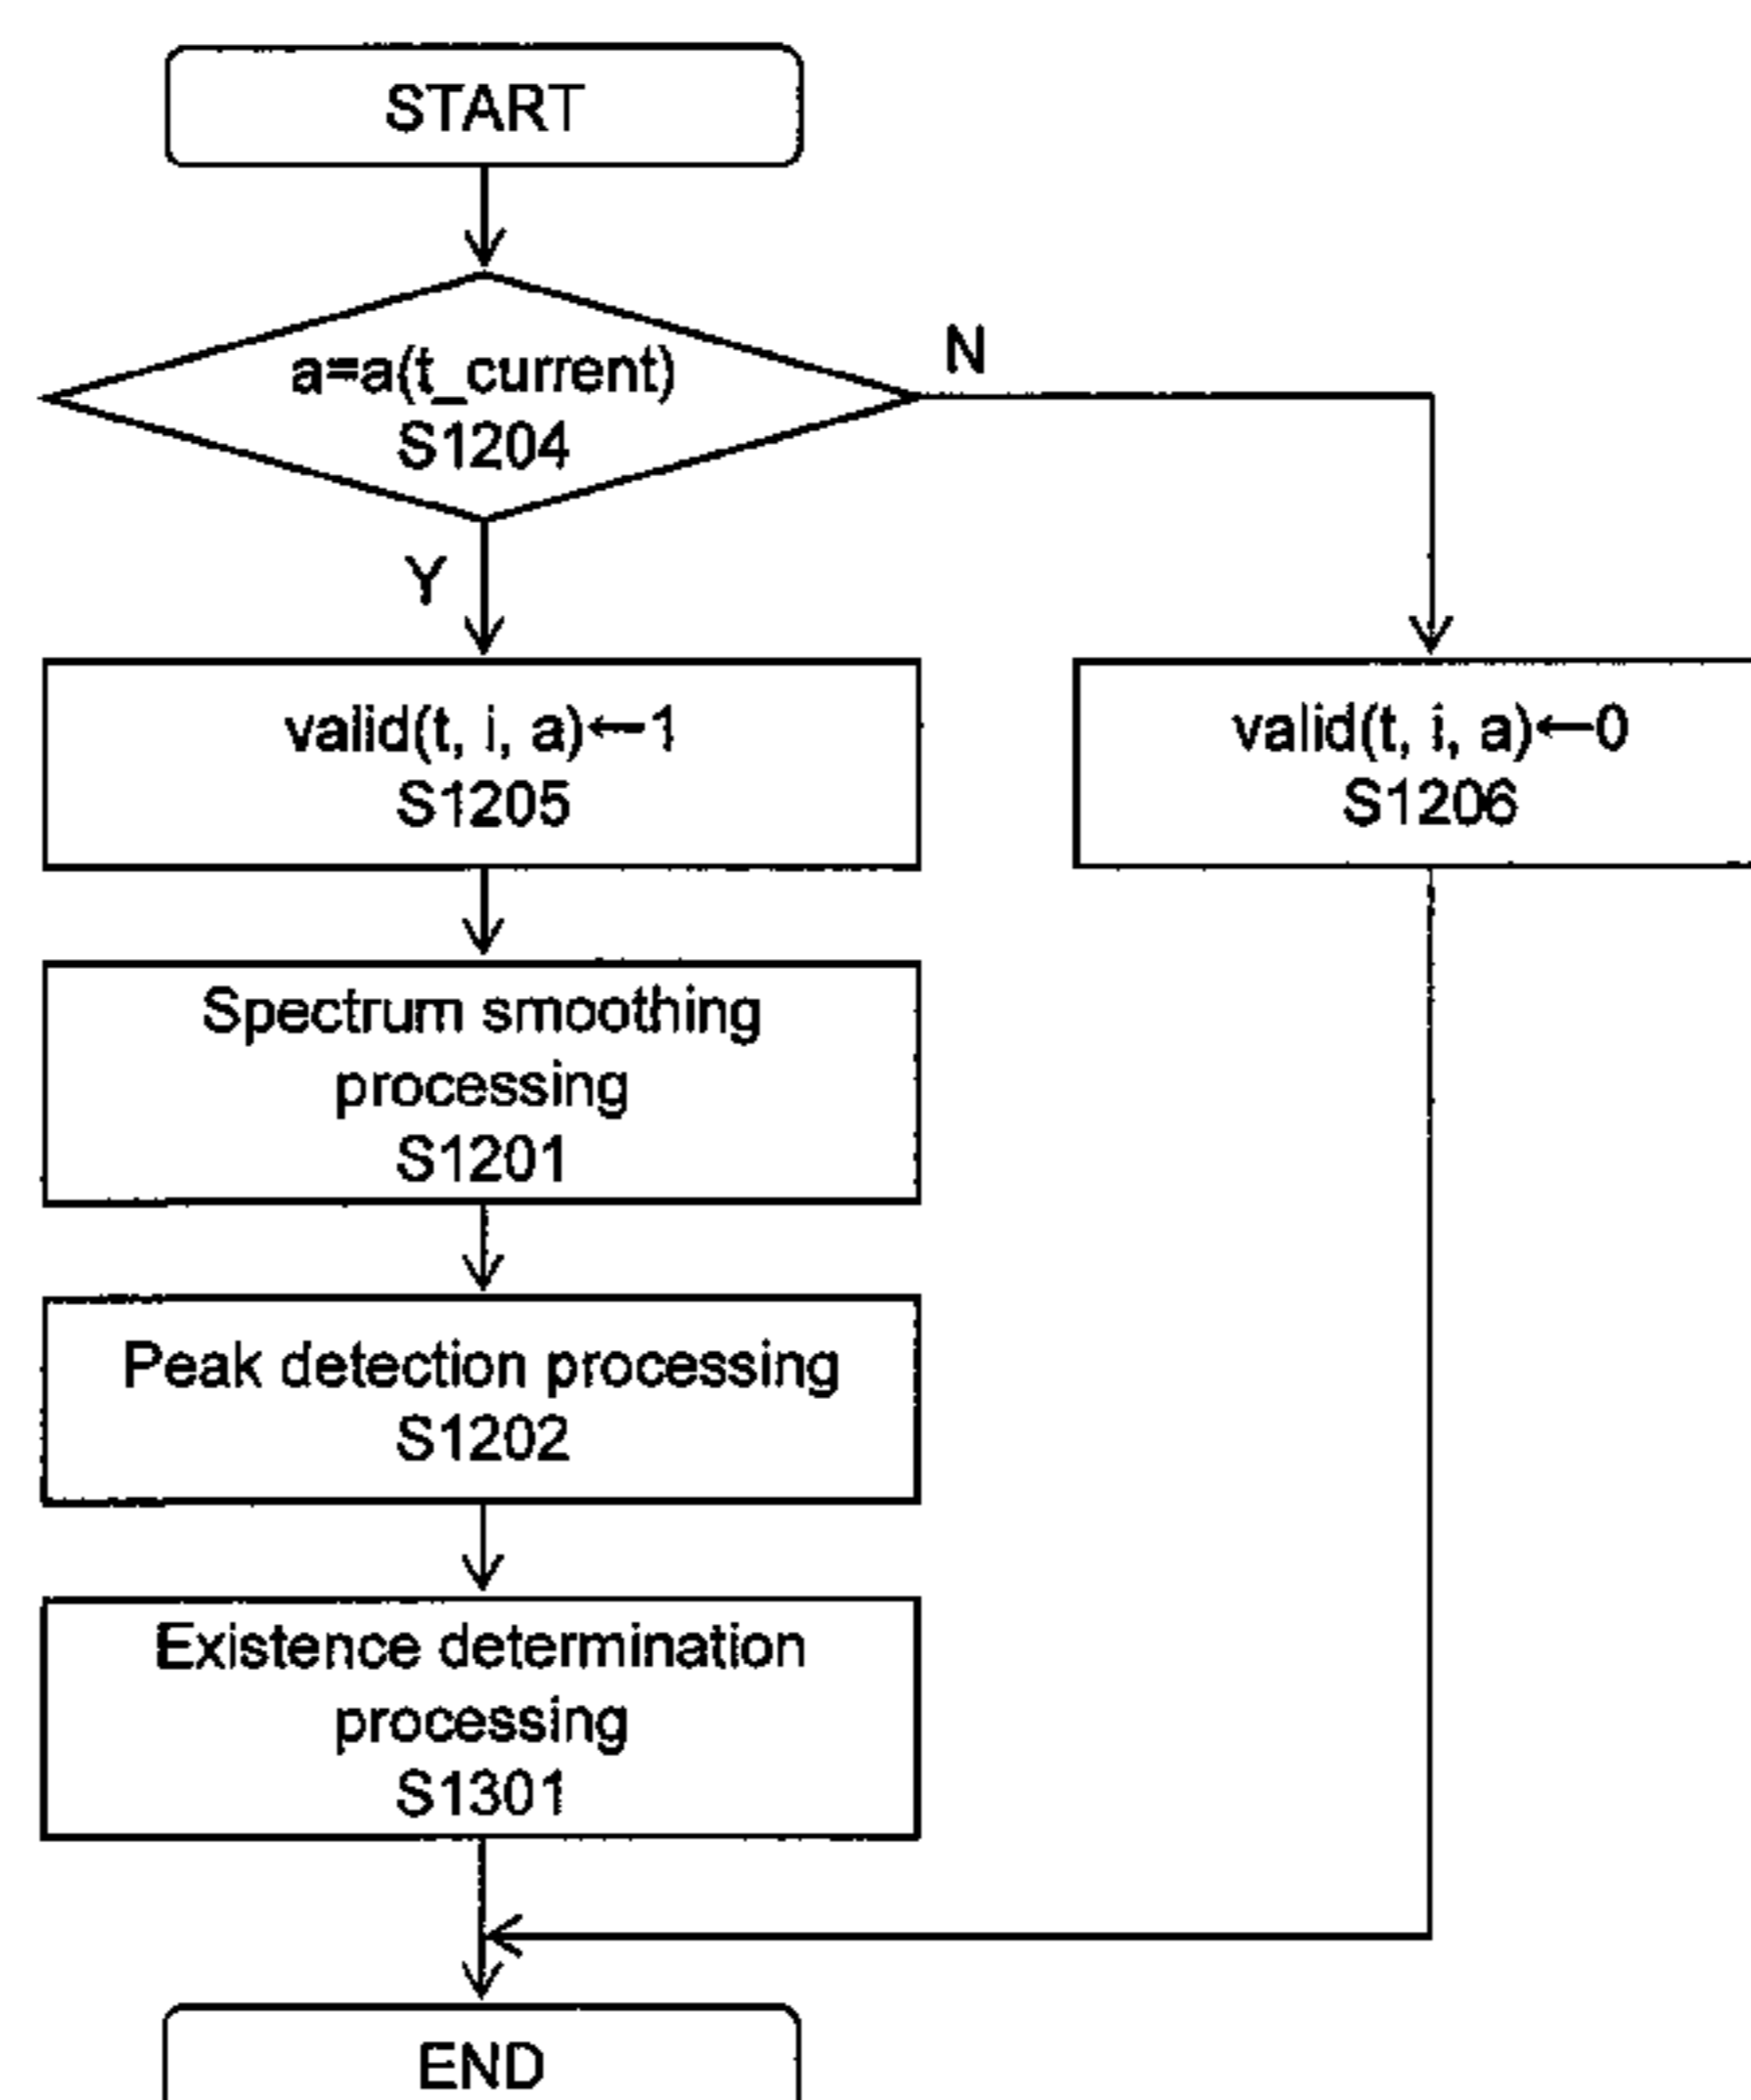 START
a=a(t_current)
S1204
N
Y
valid(t, i, a)←1
S1205
valid(t, i, a)←0
S1206
Spectrum smoothing
processing
S1201
Peak detection processing
S1202
Existence determination
processing
S1301
END